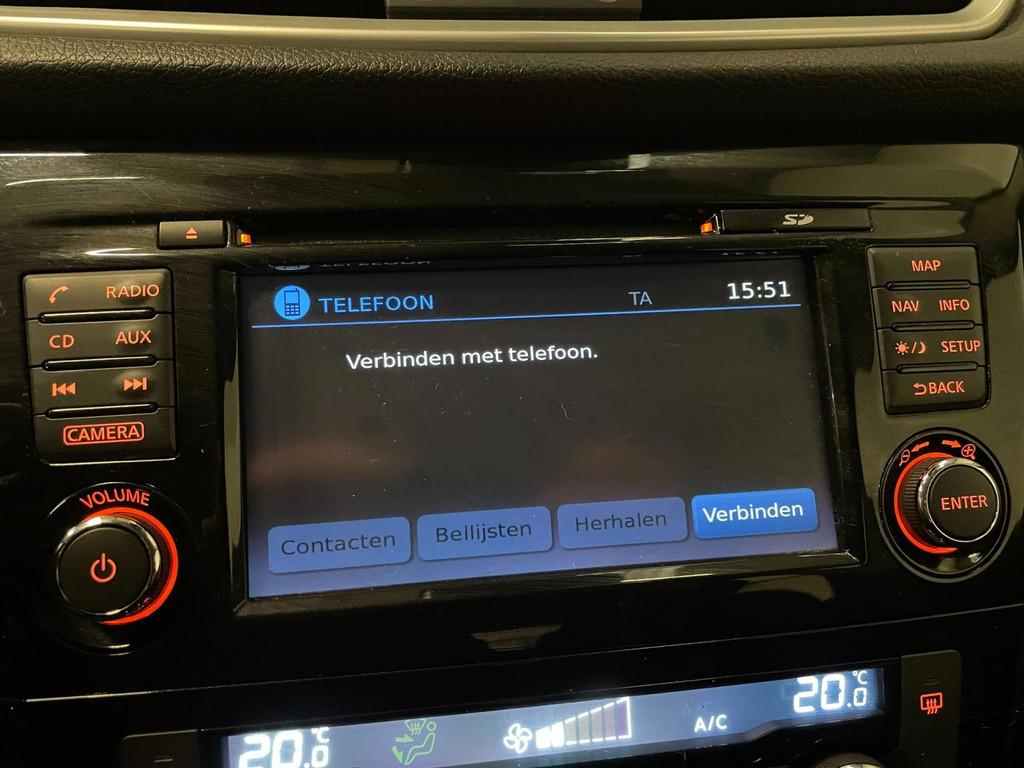 SD
RADIO
CD AUX
CAMERA
VOLUME
TELEFOON TA 15:51
Verbinden met telefoon.
Contacten Bellijsten Herhalen Verbinden
MAP
NAV INFO
SETUP
BACK
ENTER
20.0 °C A/C 20.0 °C